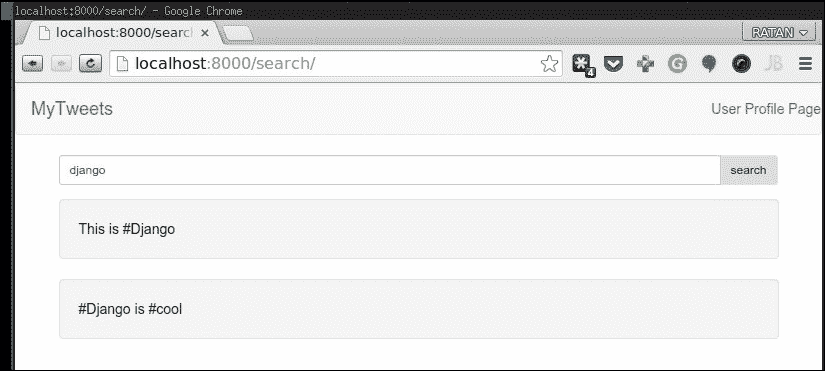 localhost:8000/search/ - Google Chrome
localhost:8000/searc
RATAN
localhost:8000/search/
4
G
JB
MyTweets
User Profile Page
django
search
This is #Django
#Django is #cool